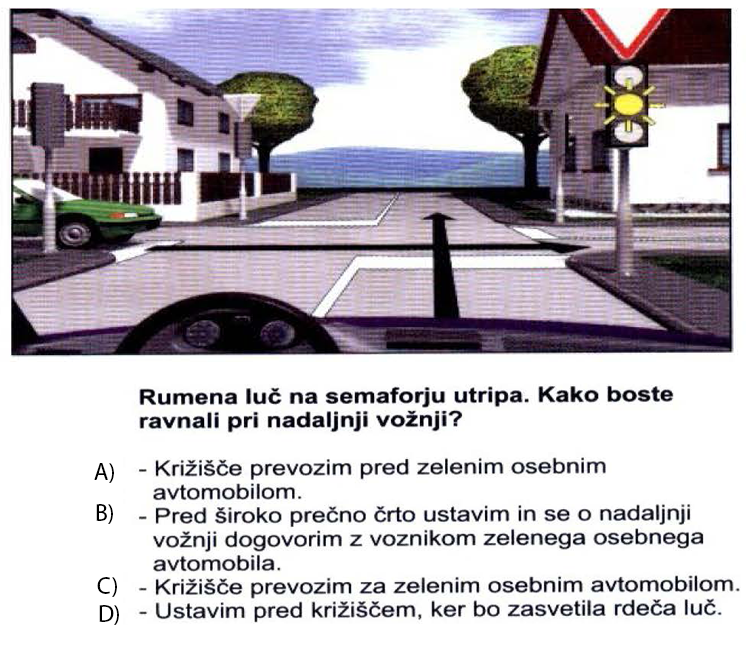 Rumena luč na semaforju utripa. Kako boste
ravnali pri nadaljnji vožnji?
A) - Križišče prevozim pred zelenim osebnim
avtomobilom.
B) - Pred široko prečno črto ustavim in se o nadaljnji
vožnji dogovorim z voznikom zelenega osebnega
avtomobila.
C) - Križišče prevozim za zelenim osebnim avtomobilom.
D) - Ustavim pred križiščem, ker bo zasvetila rdeča luč.